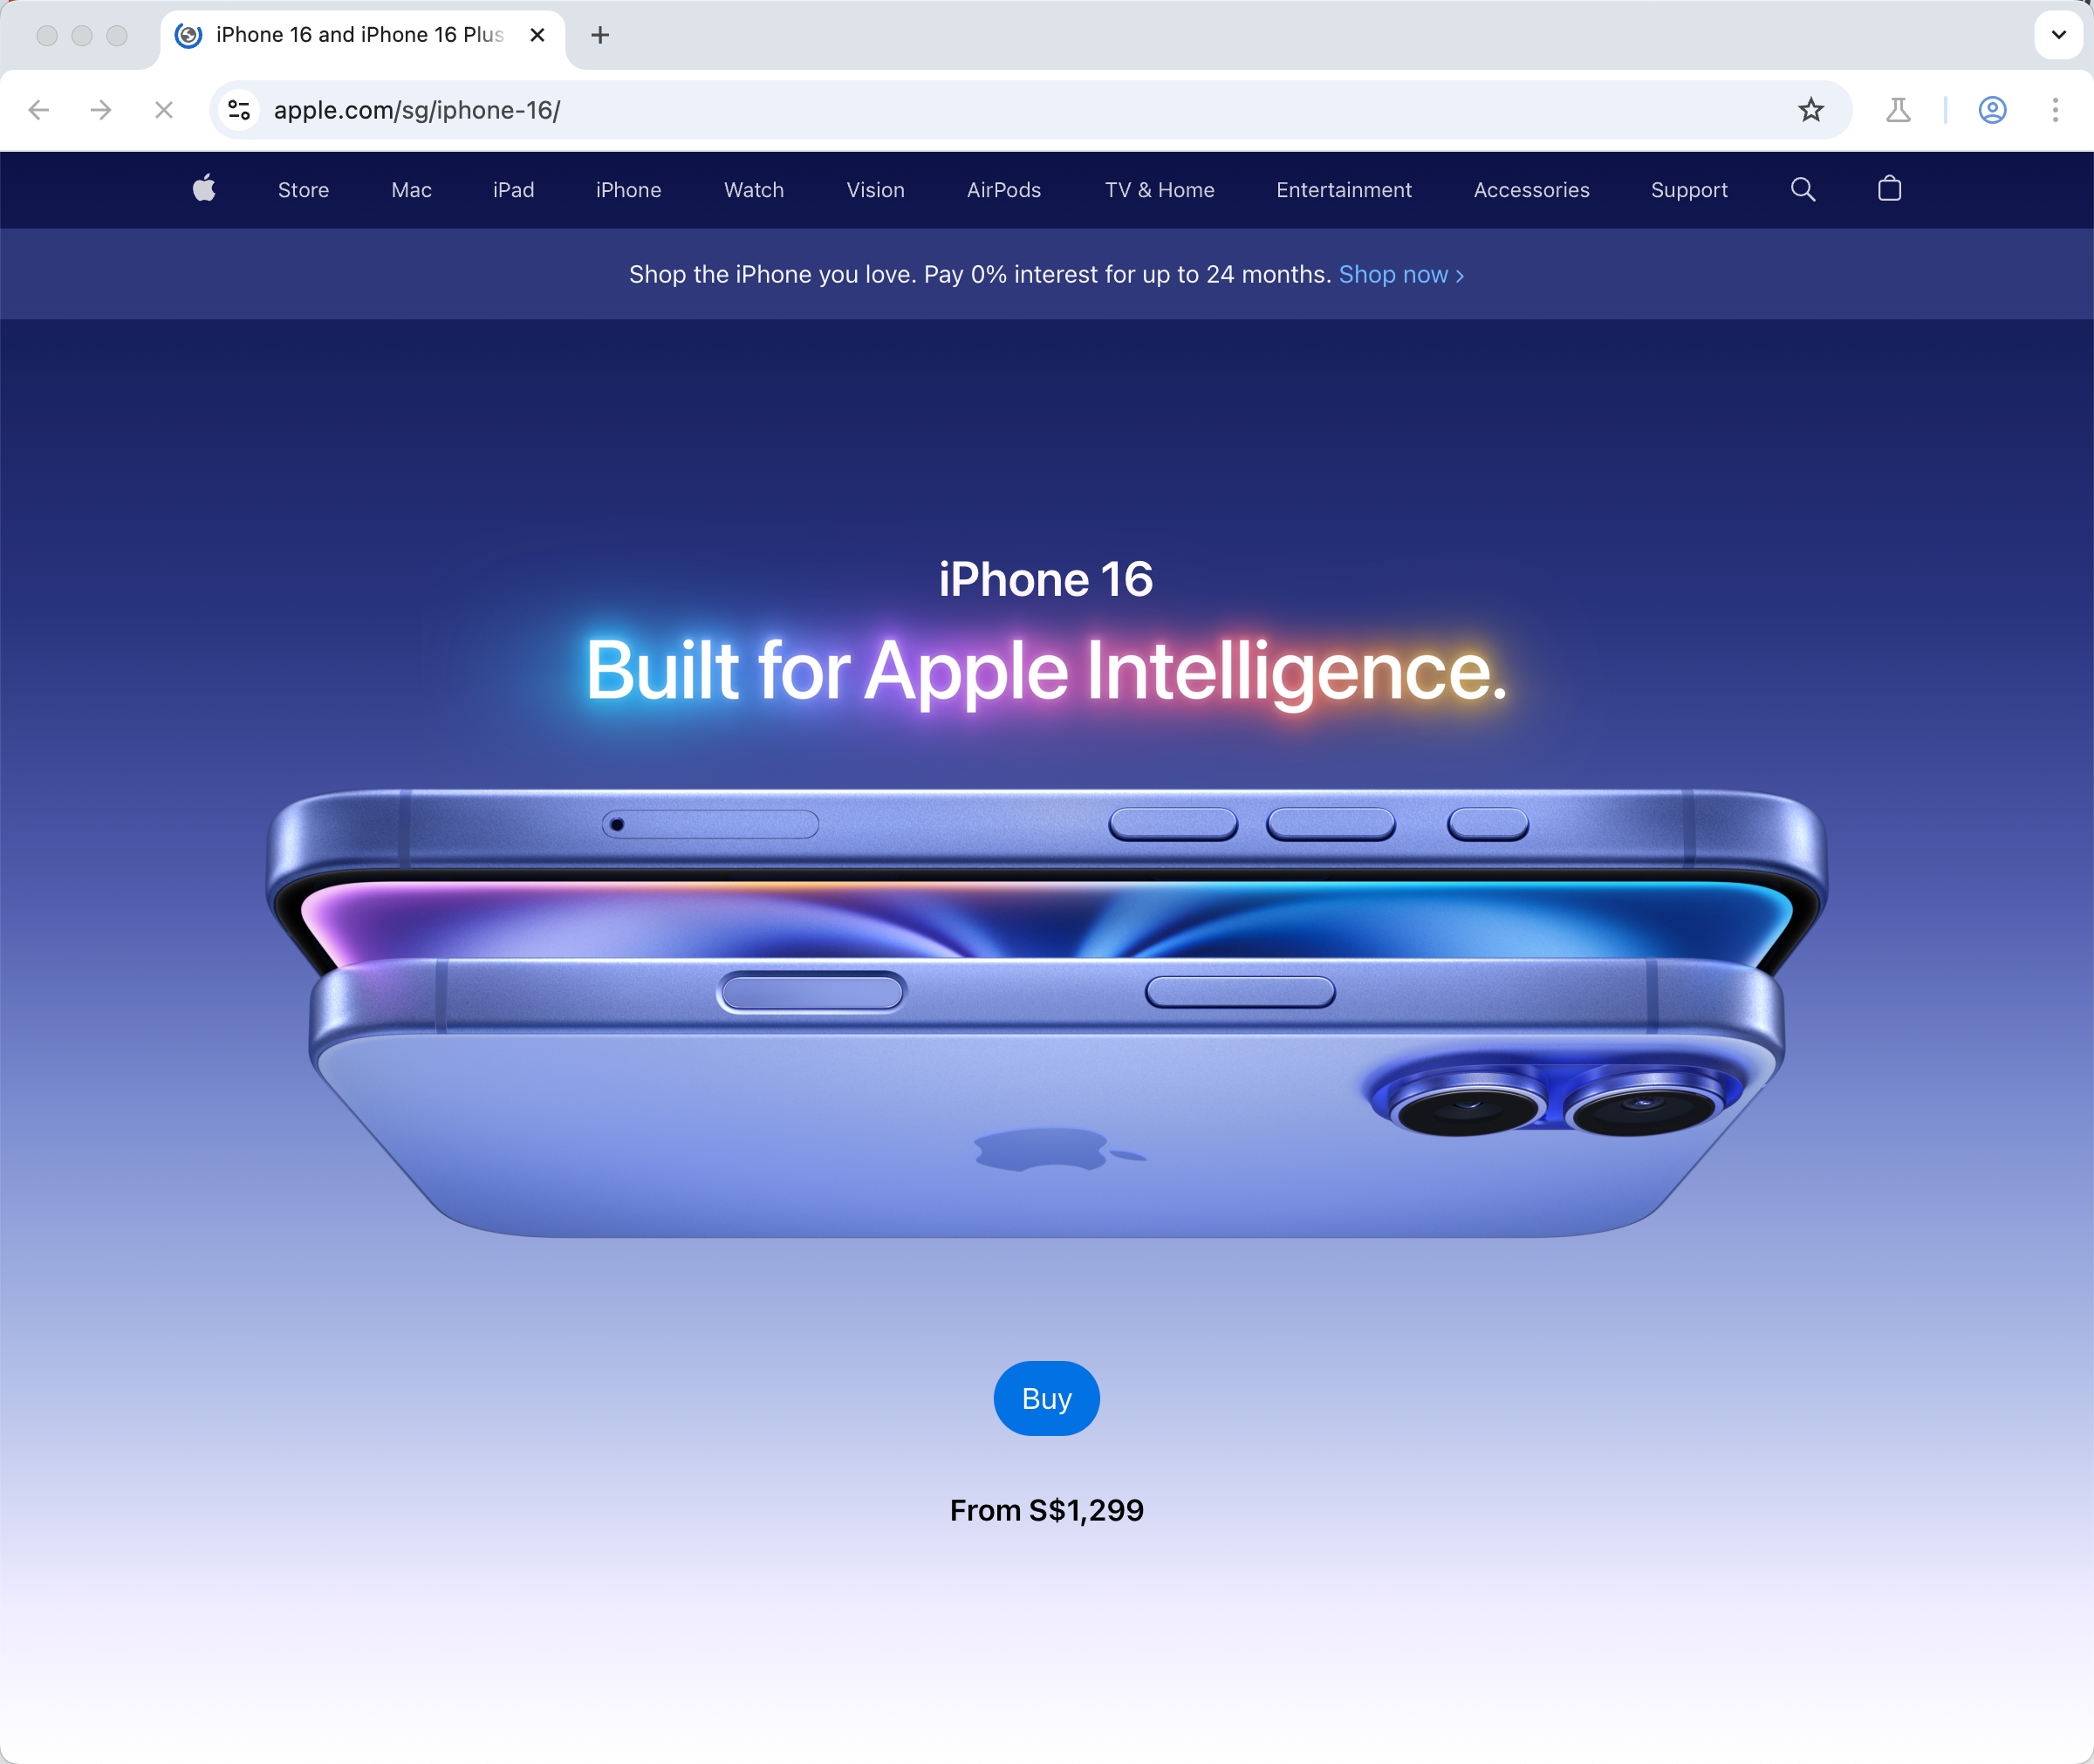 iPhone 16 and iPhone 16 Plus
apple.com/sg/iphone-16/
Store Mac iPad iPhone Watch Vision AirPods TV & Home Entertainment Accessories Support
Shop the iPhone you love. Pay 0% interest for up to 24 months. Shop now >
iPhone 16
Built for Apple Intelligence.
Buy
From S$1,299